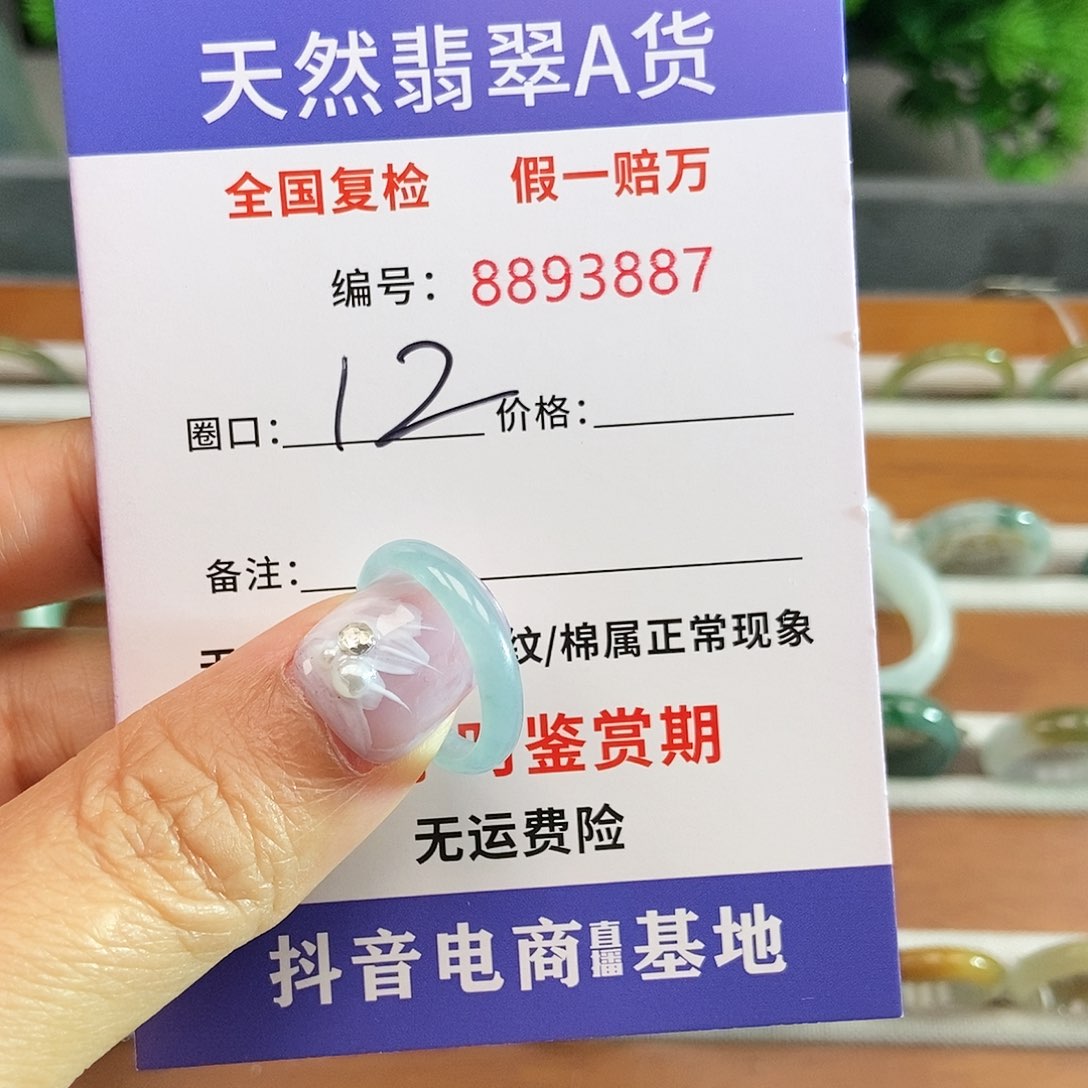 天然翡翠A货
全国复检 假一赔万
编号：8893887
圈口：12 价格：
备注：
纹/棉属正常现象
鉴赏期
无运费险
抖音电商直播基地